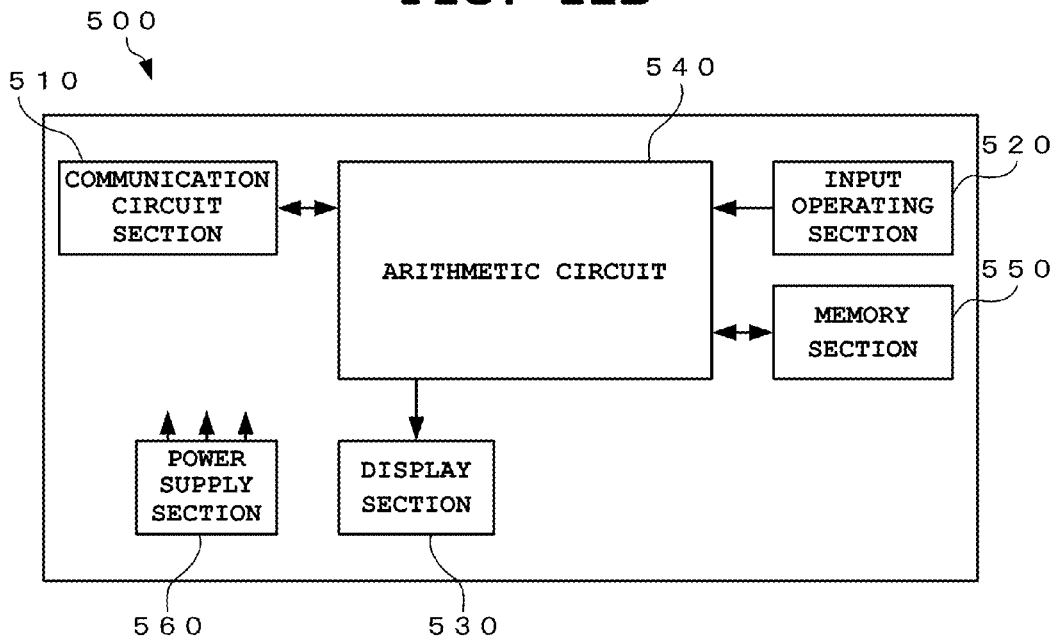 500
510
540
520
COMMUNICATION
CIRCUIT
SECTION
ARITHMETIC CIRCUIT
INPUT
OPERATING
SECTION
550
MEMORY
SECTION
POWER
SUPPLY
SECTION
DISPLAY
SECTION
560
530